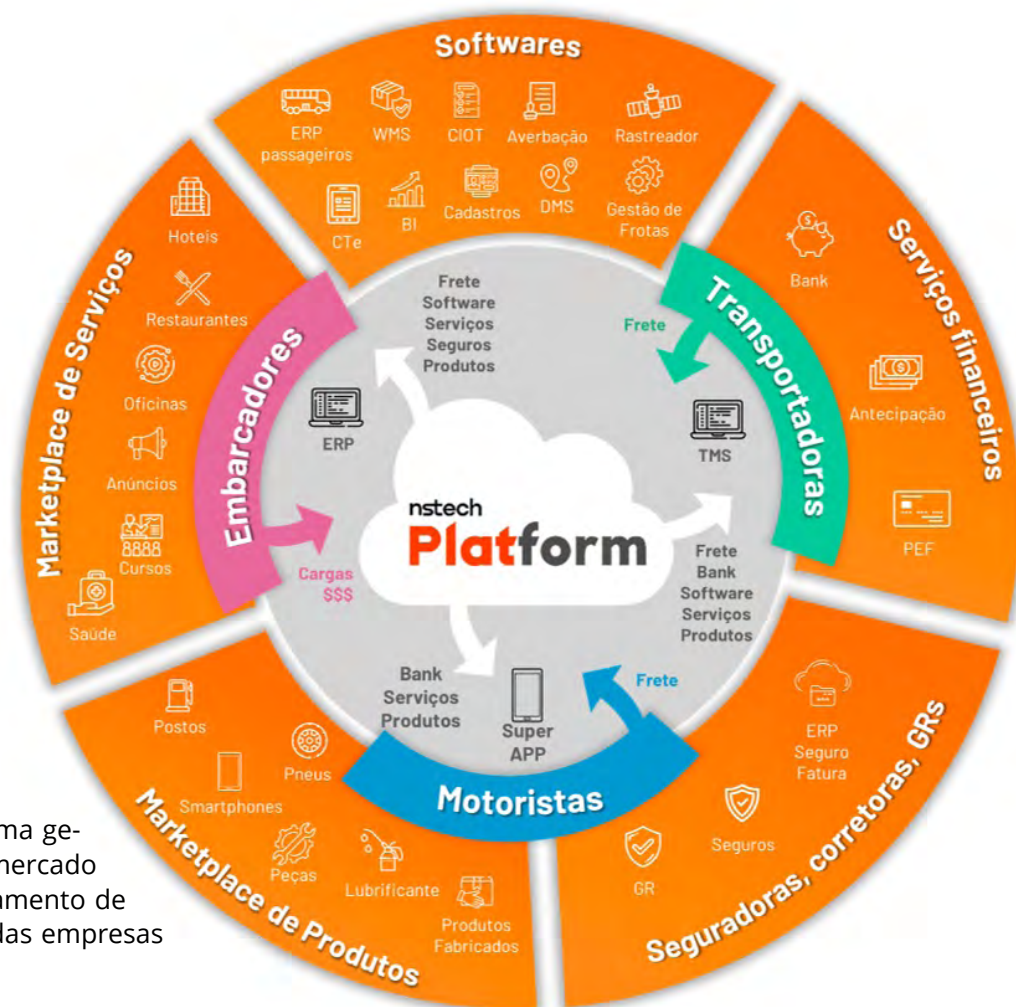 Softwares
ERP
passageiros
WMS
CIOT
Averbação
Rastreador
CTe
BI
Cadastros
DMS
Gestão de
Frotas
Serviços financeiros
Bank
Antecipação
PEF
Seguradoras, corretoras, GRs
ERP
Seguro
Fatura
Seguros
GR
Marketplace de Produtos
Postos
Pneus
Smartphones
Peças
Lubrificante
Produtos
Fabricados
Marketplace de Serviços
Hoteis
Restaurantes
Oficinas
Anúncios
8888
Cursos
Saúde
Embarcadores
Cargas
$$$
ERP
Frete
Software
Serviços
Seguros
Produtos
Transportadoras
Frete
TMS
Frete
Bank
Software
Serviços
Produtos
Motoristas
Frete
Super
APP
Bank
Serviços
Produtos
nstech
Platform
ma ge-
mercado
amento de
das empresas